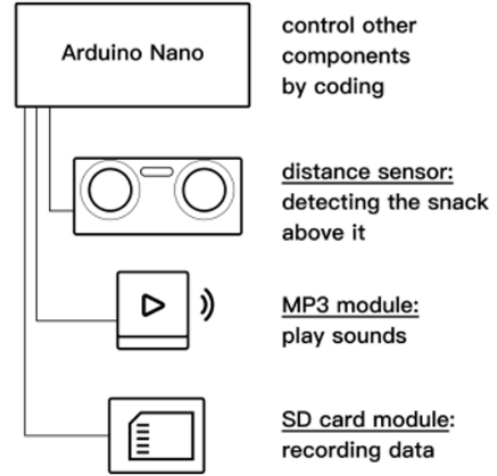 Arduino Nano
control other
components
by coding
distance sensor:
detecting the snack
above it
MP3 module:
play sounds
SD card module:
recording data